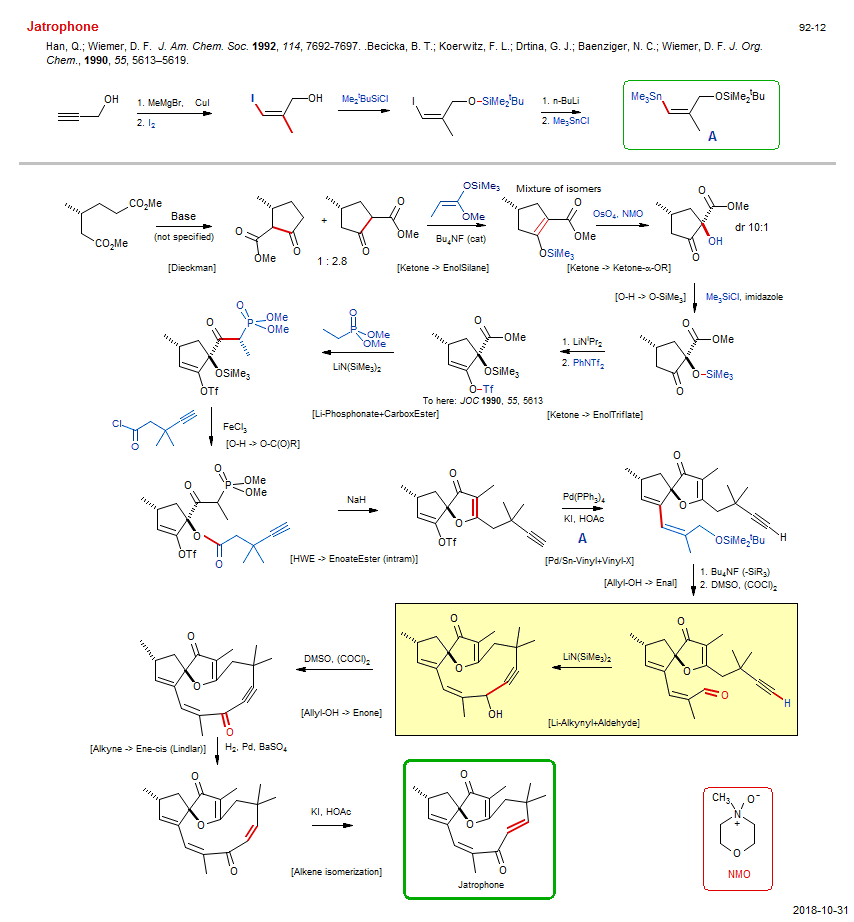 Jatrophone
92-12
Han, Q.; Wiemer, D. F. J. Am. Chem. Soc. 1992, 114, 7692-7697. .Becicka, B. T.; Koerwitz, F. L.; Drtina, G. J.; Baenziger, N. C.; Wiemer, D. F. J. Org.
Chem., 1990, 55, 5613–5619.
OH
1. MeMgBr, CuI
2. I2
I
OH
Me2tBuSiCl
I
O-SiMe2tBu
1. n-BuLi
2. Me3SnCl
Me3Sn
OSiMe2tBu
A
CO2Me
CO2Me
Base
(not specified)
[Dieckman]
O
OMe
O
+
O
OMe
O
1 : 2.8
OSiMe3
OMe
Bu4NF (cat)
[Ketone -> EnolSilane]
Mixture of isomers
O
OMe
OSiMe3
OsO4, NMO
[Ketone -> Ketone-α-OR]
O
OMe
OH
O
dr 10:1
[O-H -> O-SiMe3]
Me3SiCl, imidazole
O
OMe
O-SiMe3
O
1. LiNiPr2
2. PhNTf2
[Ketone -> EnolTriflate]
O
OMe
OSiMe3
O-Tf
To here: JOC 1990, 55, 5613
O
P
OMe
OMe
LiN(SiMe3)2
[Li-Phosphonate+CarboxEster]
O
O
P
OMe
OMe
OSiMe3
OTf
Cl
O
FeCl3
[O-H -> O-C(O)R]
O
O
P
OMe
OMe
O
O
OTf
NaH
[HWE -> EnoateEster (intram)]
O
O
OTf
Pd(PPh3)4
KI, HOAc
A
[Pd/Sn-Vinyl+Vinyl-X]
O
O
H
OSiMe2tBu
[Allyl-OH -> Enal]
1. Bu4NF (-SiR3)
2. DMSO, (COCl)2
O
O
O
H
LiN(SiMe3)2
[Li-Alkynyl+Aldehyde]
O
O
OH
DMSO, (COCl)2
[Allyl-OH -> Enone]
O
O
O
[Alkyne -> Ene-cis (Lindlar)]
H2, Pd, BaSO4
O
O
O
KI, HOAc
[Alkene isomerization]
O
O
O
Jatrophone
CH3
O−
N
+
O
NMO
2018-10-31